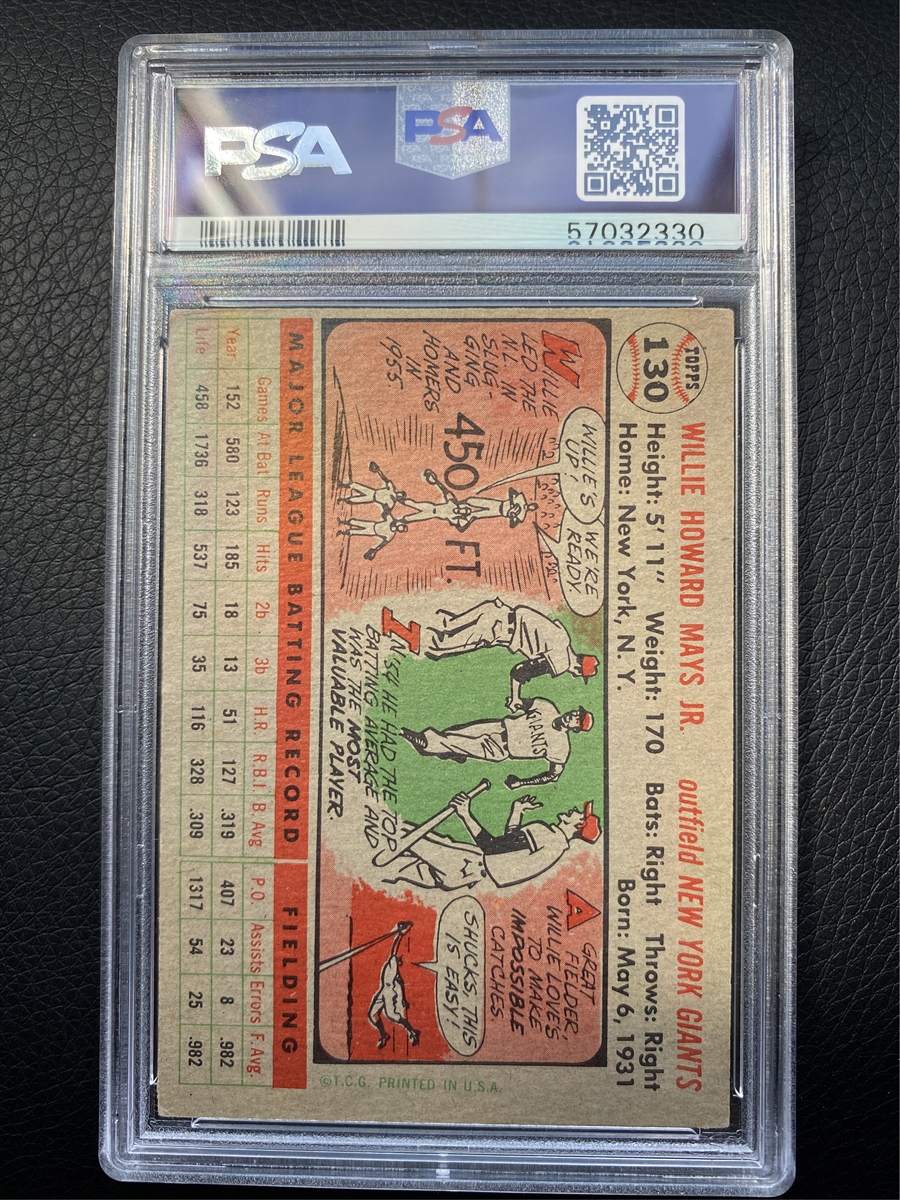 PSA
PSA
57032330
TOPPS
130
WILLIE HOWARD MAYS JR. outfield NEW YORK GIANTS
Height: 5' 11" Weight: 170 Bats: Right Throws: Right
Home: New York, N. Y. Born: May 6, 1931
WILLIE
LED THE
N.L. IN
SLUG-
GING
AND
HOMERS
IN
1955
450 FT.
WILLIE'S
UP!
WE'RE
READY
IN '54 HE HAD THE TOP
BATTING AVERAGE AND
WAS THE MOST
VALUABLE PLAYER.
GIANTS
A GREAT
FIELDER,
WILLIE LOVE'S
TO MAKE
IMPOSSIBLE
CATCHES.
SHUCKS, THIS
IS EASY!
MAJOR LEAGUE BATTING RECORD FIELDING
Games At Bat Runs Hits 2b 3b H.R. R.B.I. B. Avg P.O. Assists Errors F. Avg.
Year 152 580 123 185 18 13 51 127 .319 407 23 8 .982
Life 458 1736 318 537 75 35 116 328 .309 1317 54 25 .982
©T.C.G. PRINTED IN U.S.A.